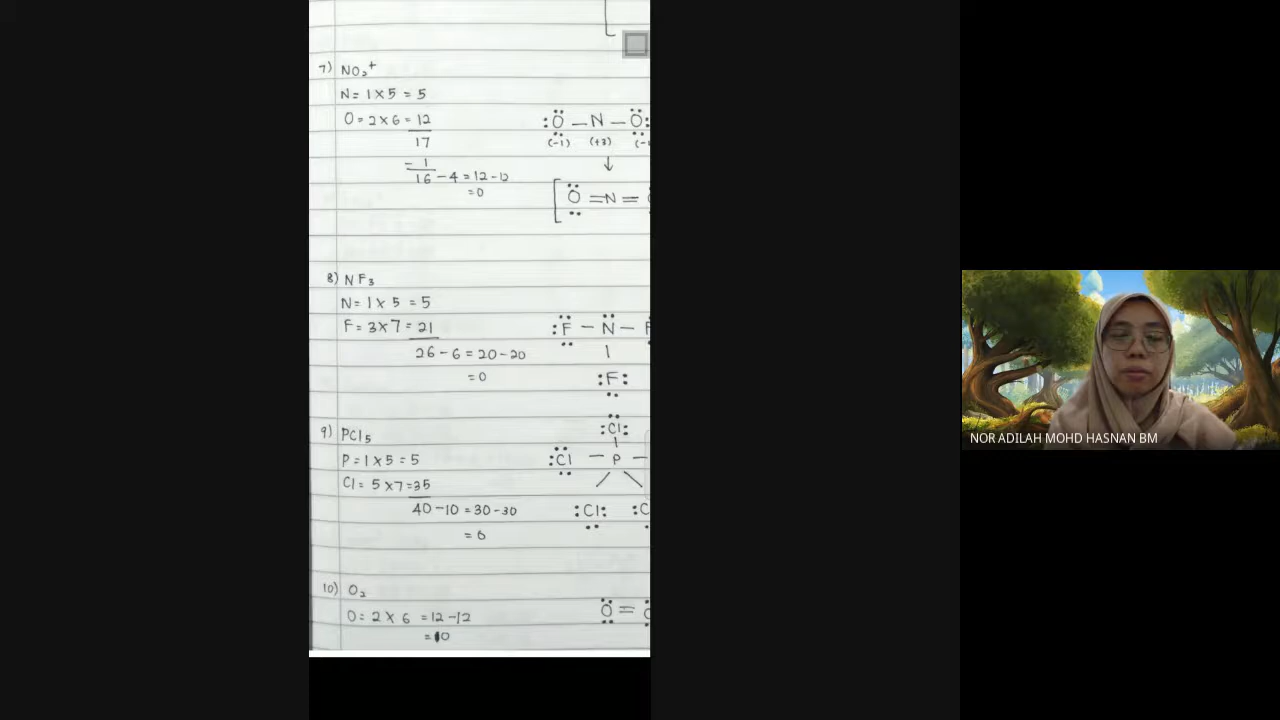 7) NO₂⁺
N = 1 x 5 = 5
O = 2 x 6 = 12
17
:Ö — N — Ö:
(-1) (+3) (-1
↓
- 1
16 - 4 = 12 - 12
= 0
[ Ö = N =
8) NF₃
N = 1 x 5 = 5
F = 3 x 7 = 21
:F — N — F
|
26 - 6 = 20 - 20
= 0
:F:
9) PCl₅
:Cl:
|
P = 1 x 5 = 5
:Cl — P —
/ \
Cl = 5 x 7 = 35
40 - 10 = 30 - 30
:Cl: :C
= 0
10) O₂
O = 2 x 6 = 12 - 12
= 0
Ö = Ö
NOR ADILAH MOHD HASNAN BM